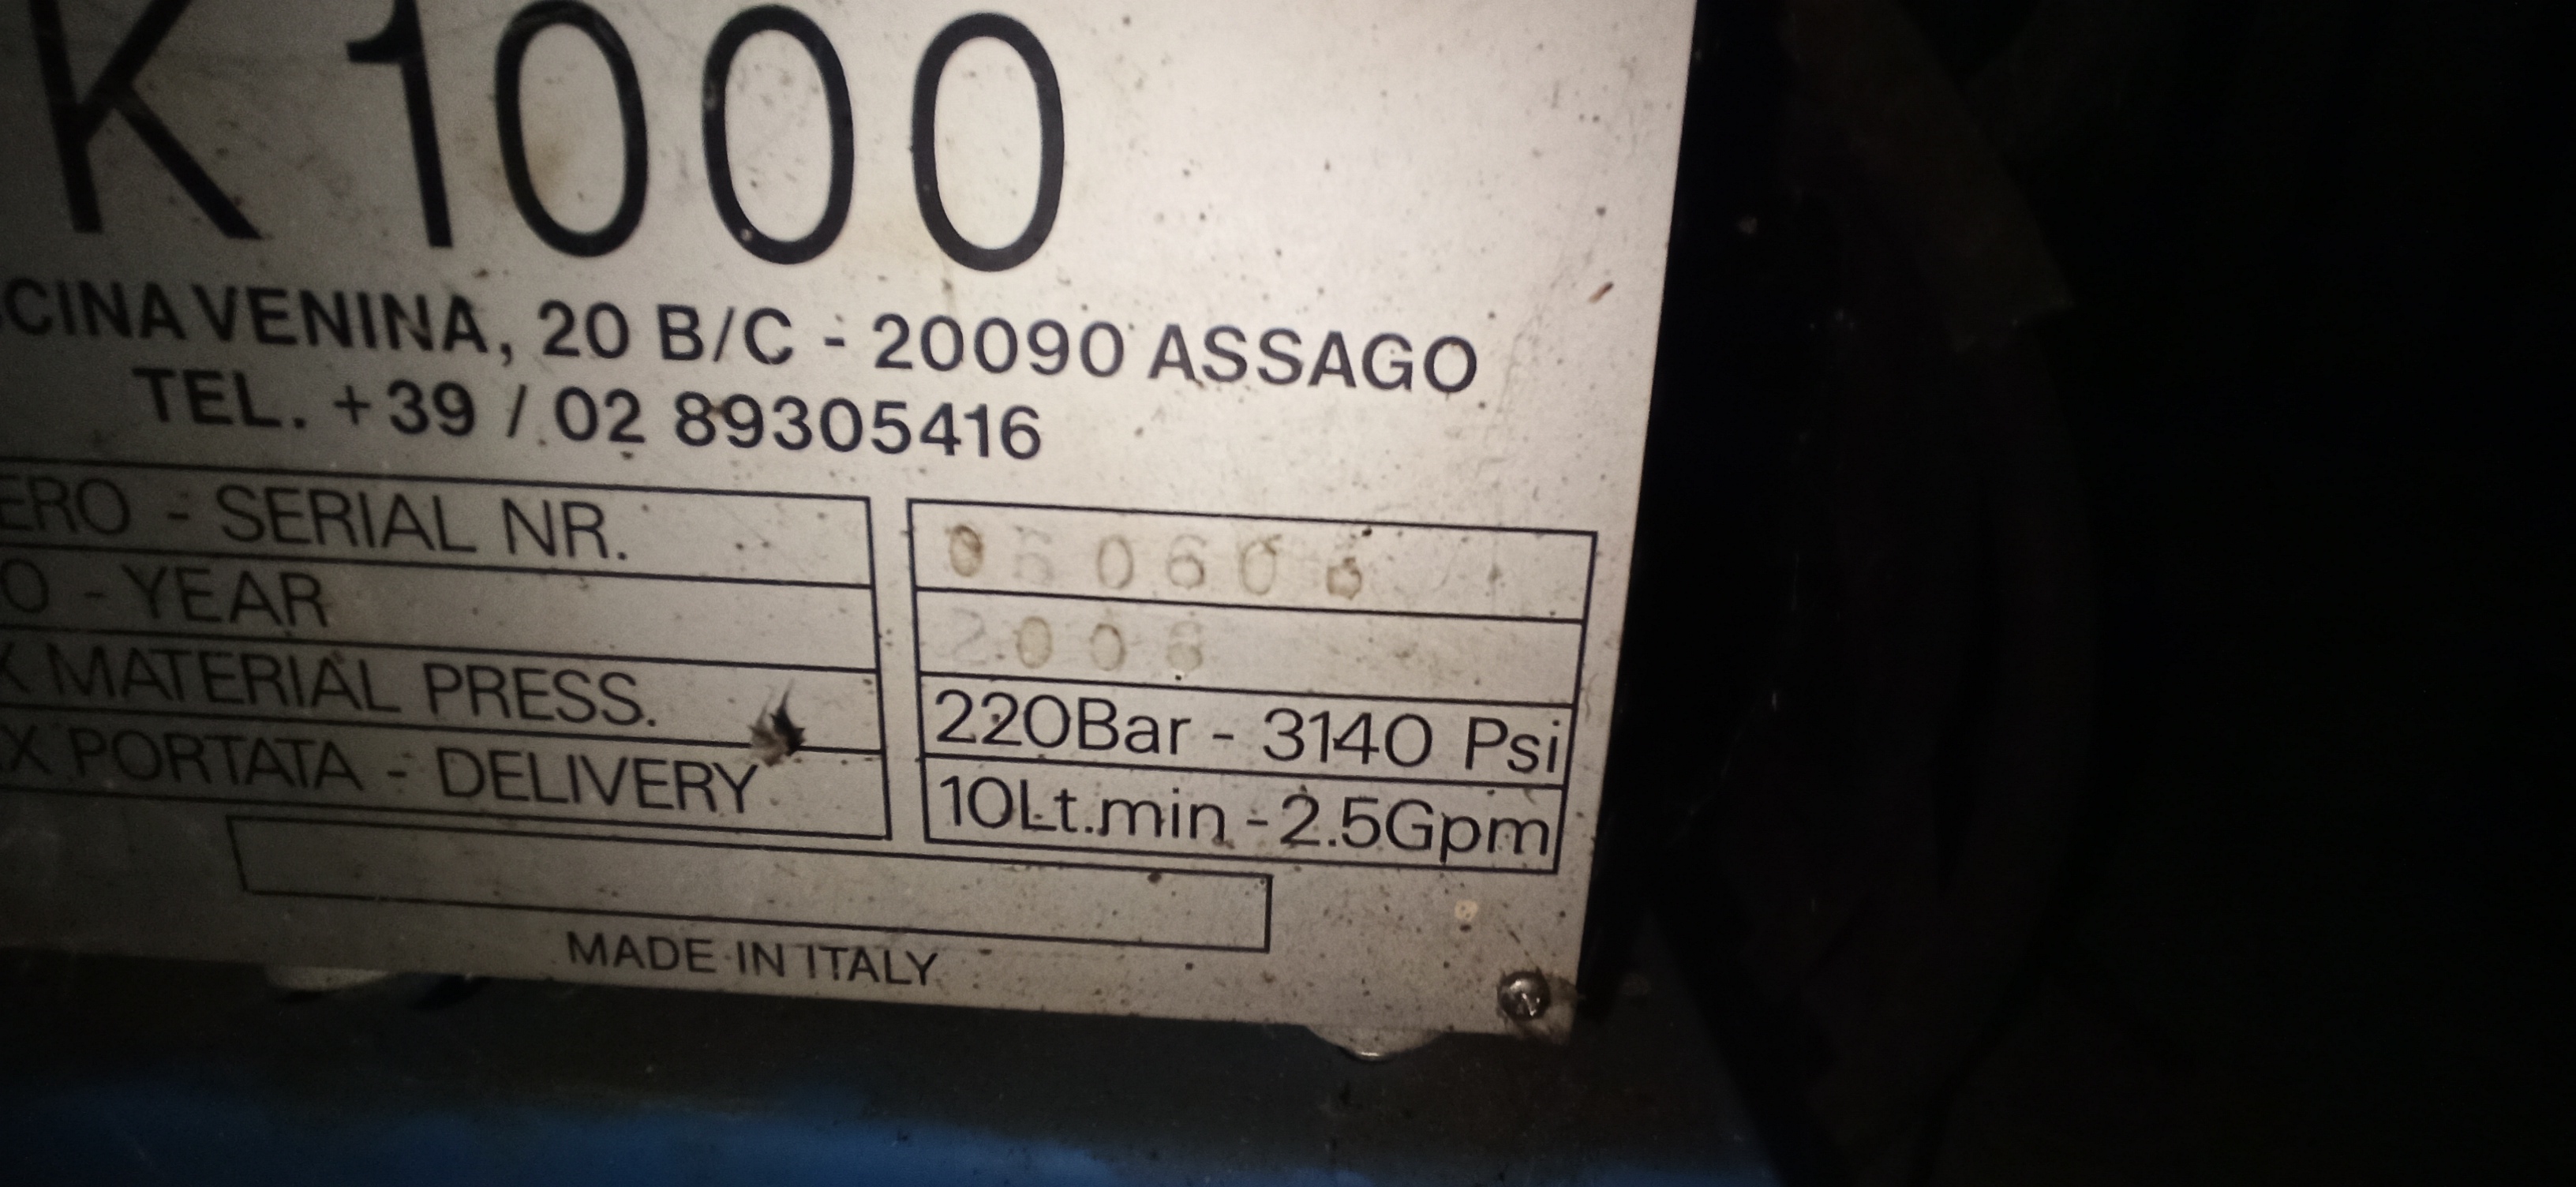 K 1000
CINA VENINA, 20 B/C - 20090 ASSAGO
TEL. +39 / 02 89305416
ERO - SERIAL NR.
O - YEAR
X MATERIAL PRESS. 220Bar - 3140 Psi
X PORTATA - DELIVERY 10Lt.min - 2.5Gpm
MADE IN ITALY